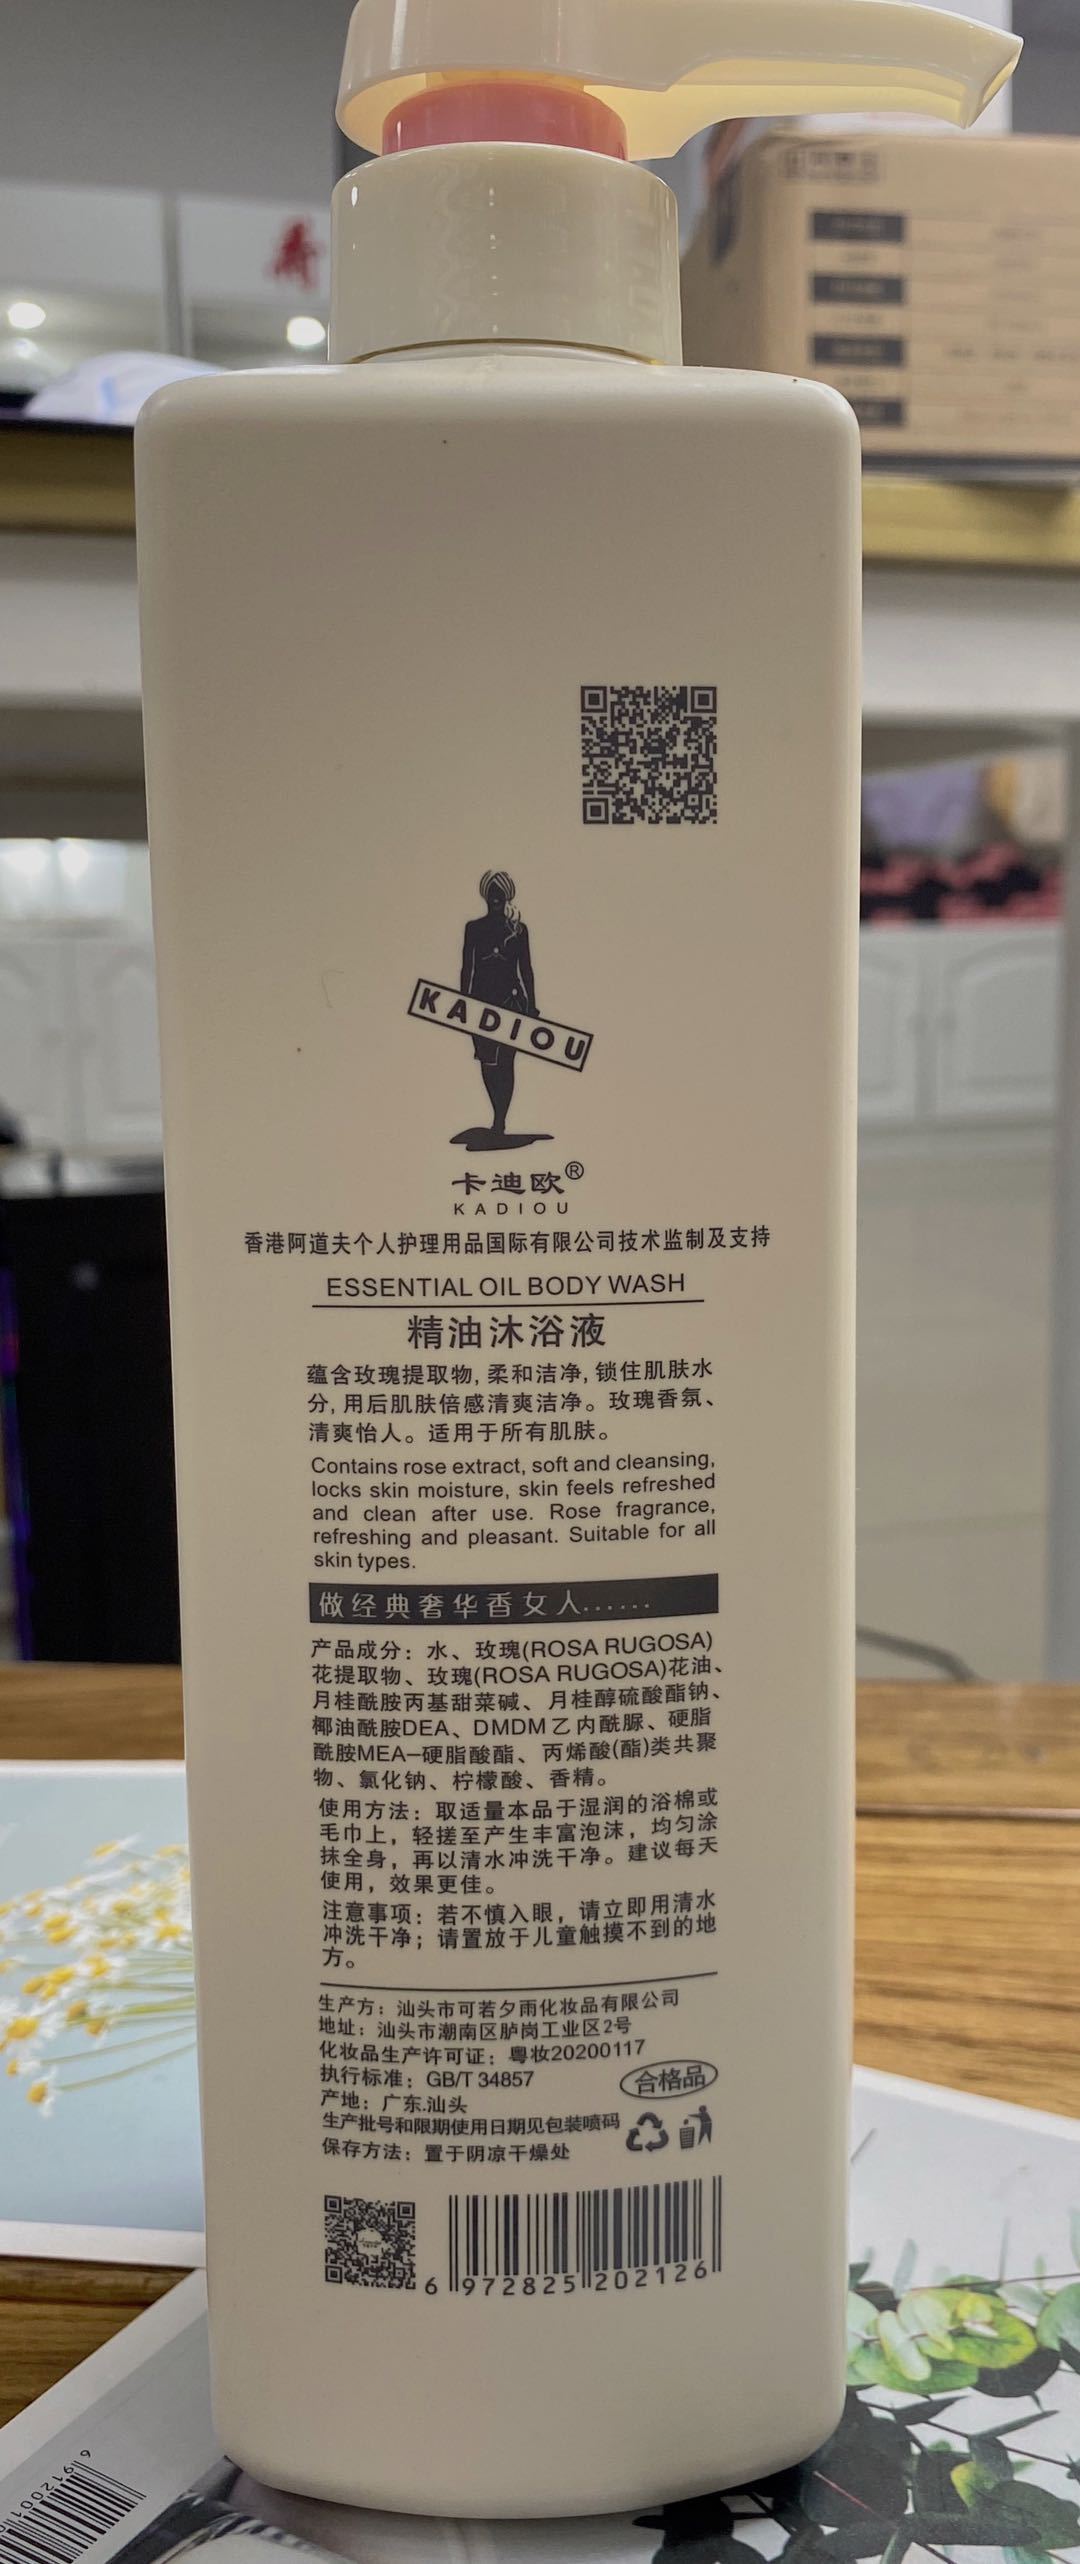 寿
KADIOU
卡迪欧®
KADIOU
香港阿道夫个人护理用品国际有限公司技术监制及支持
ESSENTIAL OIL BODY WASH
精油沐浴液
蕴含玫瑰提取物,柔和洁净,锁住肌肤水
分,用后肌肤倍感清爽洁净。玫瑰香氛、
清爽怡人。适用于所有肌肤。
Contains rose extract, soft and cleansing,
locks skin moisture, skin feels refreshed
and clean after use. Rose fragrance,
refreshing and pleasant. Suitable for all
skin types.
做经典奢华香女人......
产品成分：水、玫瑰(ROSA RUGOSA)
花提取物、玫瑰(ROSA RUGOSA)花油、
月桂酰胺丙基甜菜碱、月桂醇硫酸酯钠、
椰油酰胺DEA、DMDM乙内酰脲、硬脂
酰胺MEA-硬脂酸酯、丙烯酸(酯)类共聚
物、氯化钠、柠檬酸、香精。
使用方法：取适量本品于湿润的浴棉或
毛巾上，轻搓至产生丰富泡沫，均匀涂
抹全身，再以清水冲洗干净。建议每天
使用，效果更佳。
注意事项：若不慎入眼，请立即用清水
冲洗干净；请置放于儿童触摸不到的地
方。
生产方：汕头市可若夕雨化妆品有限公司
地址：汕头市潮南区胪岗工业区2号
化妆品生产许可证：粤妆20200117
执行标准：GB/T 34857
合格品
产地：广东.汕头
生产批号和限期使用日期见包装喷码
保存方法：置于阴凉干燥处
6 972825 202126